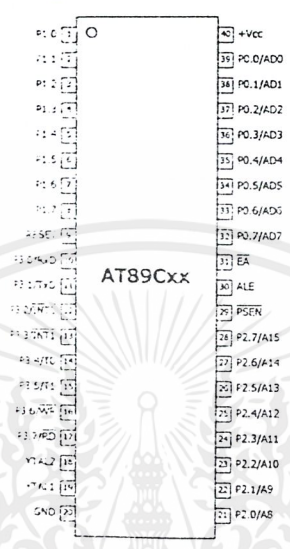 P1.0 1 40 +Vcc
P1.1 2 39 P0.0/AD0
P1.2 3 38 P0.1/AD1
P1.3 4 37 P0.2/AD2
P1.4 5 36 P0.3/AD3
P1.5 6 35 P0.4/AD4
P1.6 7 34 P0.5/AD5
P1.7 8 33 P0.6/AD6
RESET 9 32 P0.7/AD7
P3.0/RXD 10 31 EA
AT89Cxx
P3.1/TXD 11 30 ALE
P3.2/INT0 12 29 PSEN
P3.3/INT1 13 28 P2.7/A15
P3.4/T0 14 27 P2.6/A14
P3.5/T1 15 26 P2.5/A13
P3.6/WR 16 25 P2.4/A12
P3.7/RD 17 24 P2.3/A11
XTAL2 18 23 P2.2/A10
XTAL1 19 22 P2.1/A9
GND 20 21 P2.0/A8